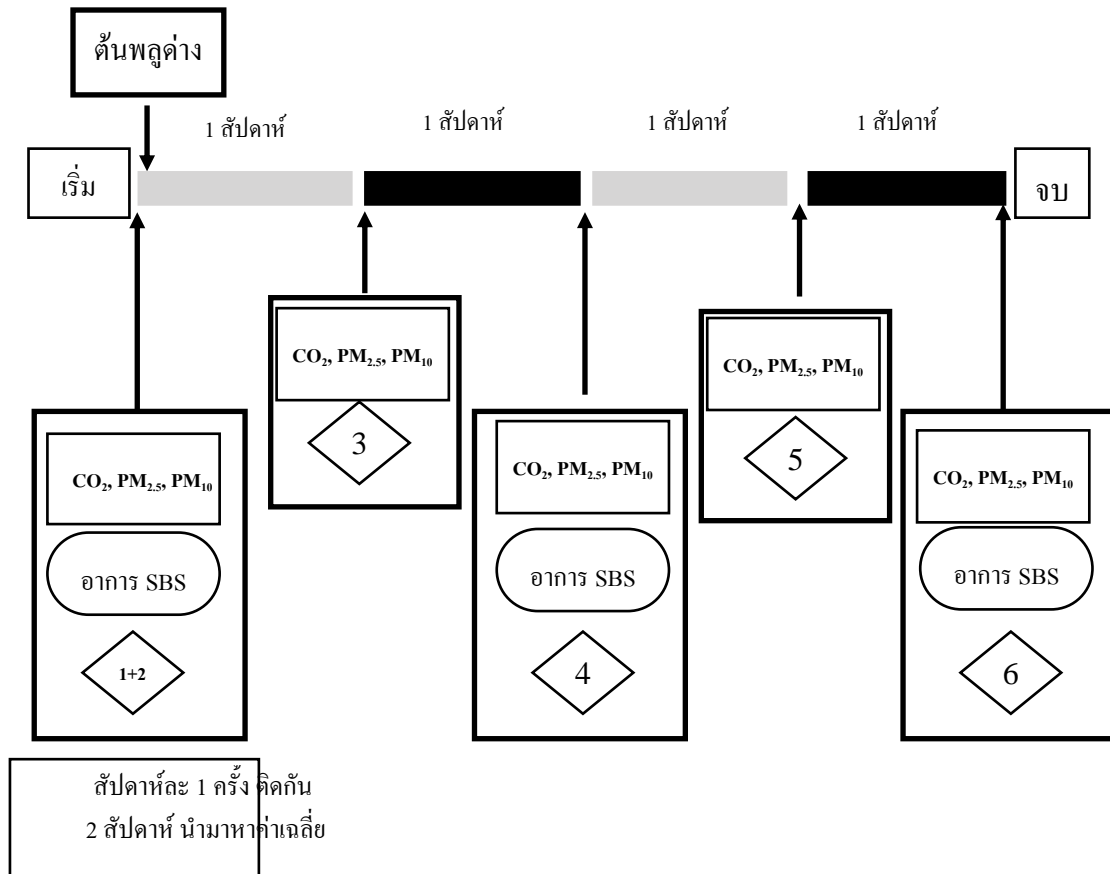 ต้นพลูด่าง
1 สัปดาห์
1 สัปดาห์
1 สัปดาห์
1 สัปดาห์
เริ่ม
จบ
CO₂, PM₂.₅, PM₁₀
3
CO₂, PM₂.₅, PM₁₀
5
CO₂, PM₂.₅, PM₁₀
อาการ SBS
1+2
CO₂, PM₂.₅, PM₁₀
อาการ SBS
4
CO₂, PM₂.₅, PM₁₀
อาการ SBS
6
สัปดาห์ละ 1 ครั้ง ติดกัน
2 สัปดาห์ นำมาหาค่าเฉลี่ย